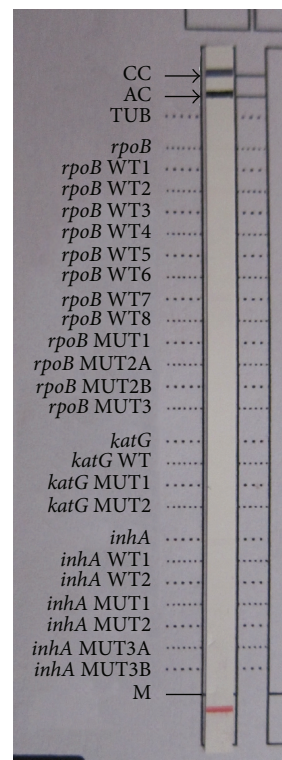 CC
AC
TUB
rpoB
rpoB WT1
rpoB WT2
rpoB WT3
rpoB WT4
rpoB WT5
rpoB WT6
rpoB WT7
rpoB WT8
rpoB MUT1
rpoB MUT2A
rpoB MUT2B
rpoB MUT3
katG
katG WT
katG MUT1
katG MUT2
inhA
inhA WT1
inhA WT2
inhA MUT1
inhA MUT2
inhA MUT3A
inhA MUT3B
M